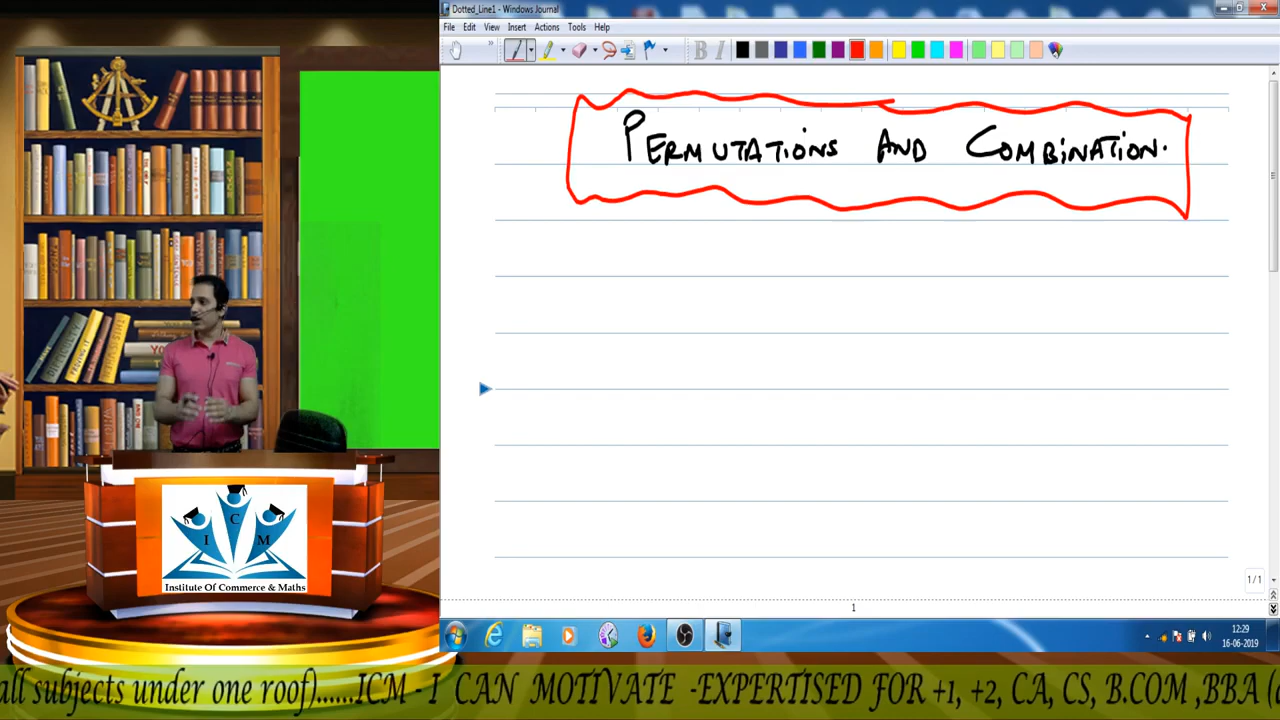 Dotted_Line1 - Windows Journal
File Edit View Insert Actions Tools Help
B I
PERMUTATIONS AND COMBINATION.
I C M
Institute Of Commerce & Maths
1/1
1
12:29
16-06-2019
all subjects under one roof)......ICM - I CAN MOTIVATE -EXPERTISED FOR +1, +2, CA, CS, B.COM ,BBA (